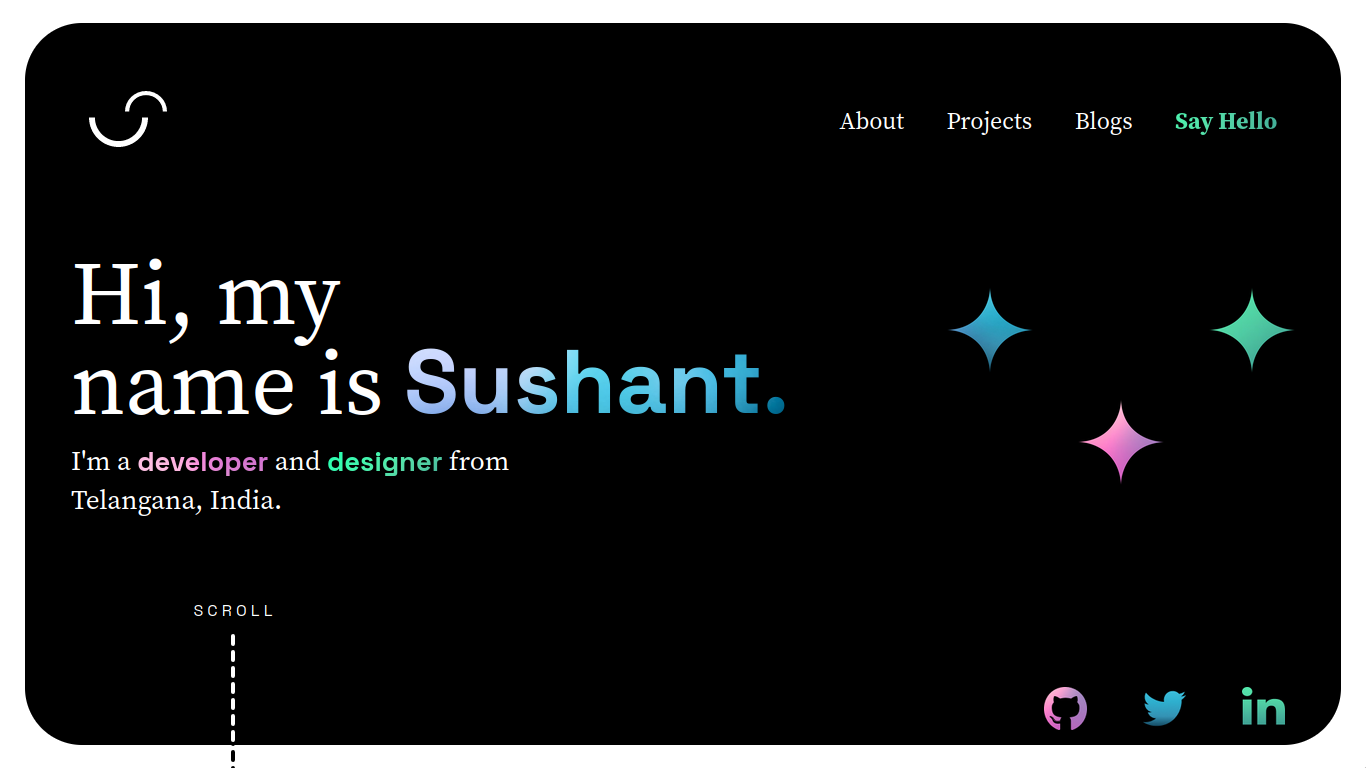 About Projects Blogs Say Hello
Hi, my
name is Sushant.
I'm a developer and designer from
Telangana, India.
SCROLL
in